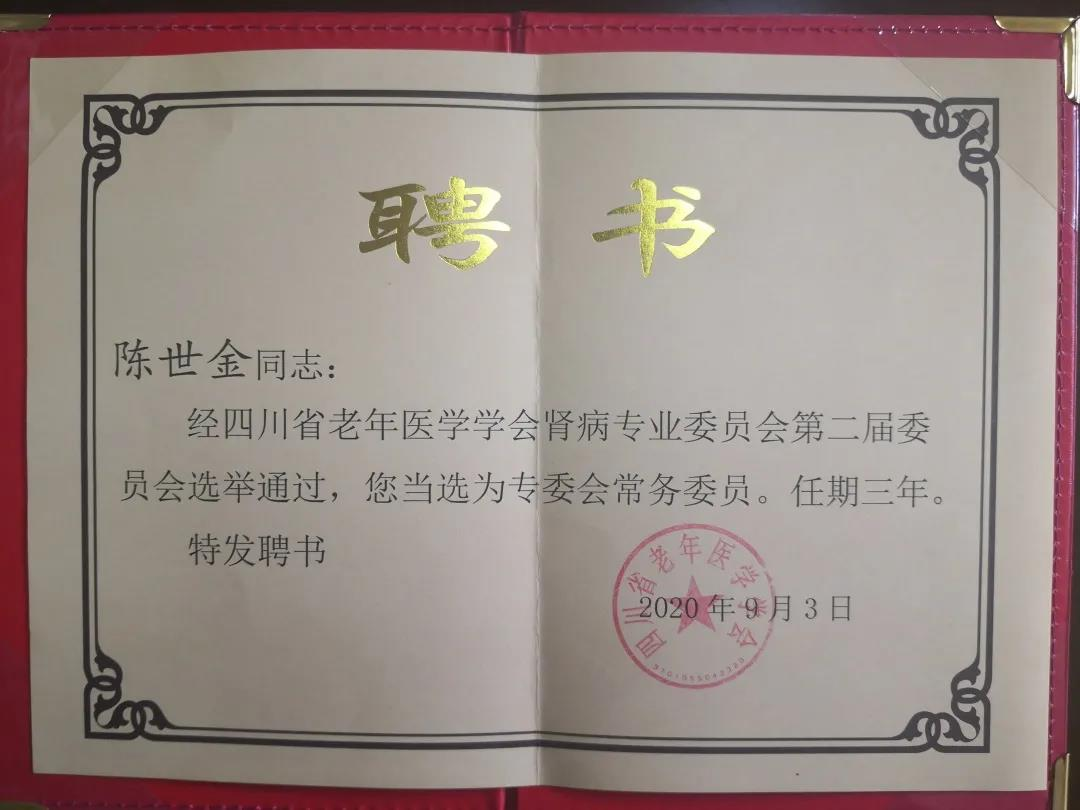 聘书
陈世金同志:
经四川省老年医学学会肾病专业委员会第二届委
员会选举通过，您当选为专委会常务委员。任期三年。
特发聘书
四川省老年医学学会
2020年9月3日